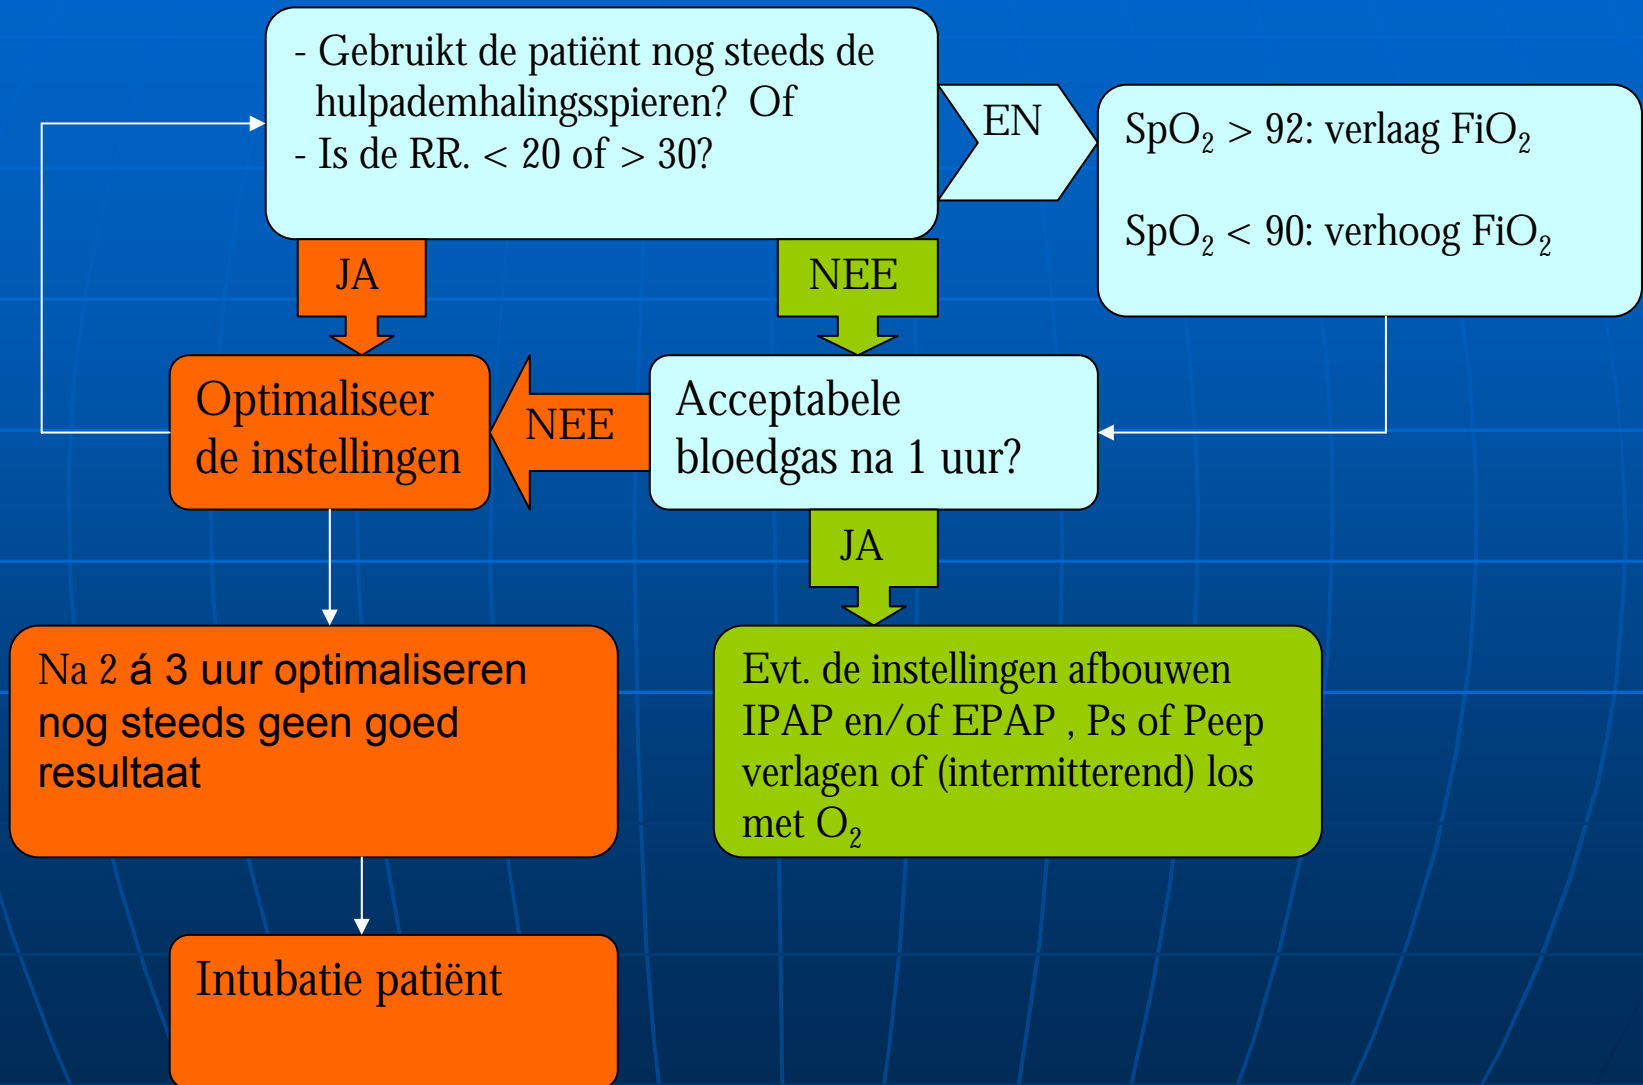 - Gebruikt de patiënt nog steeds de
hulpademhalingsspieren? Of
- Is de RR. < 20 of > 30?
EN
SpO₂ > 92: verlaag FiO₂
SpO₂ < 90: verhoog FiO₂
JA
NEE
Optimaliseer
de instellingen
NEE
Acceptabele
bloedgas na 1 uur?
JA
Na 2 á 3 uur optimaliseren
nog steeds geen goed
resultaat
Evt. de instellingen afbouwen
IPAP en/of EPAP , Ps of Peep
verlagen of (intermitterend) los
met O₂
Intubatie patiënt